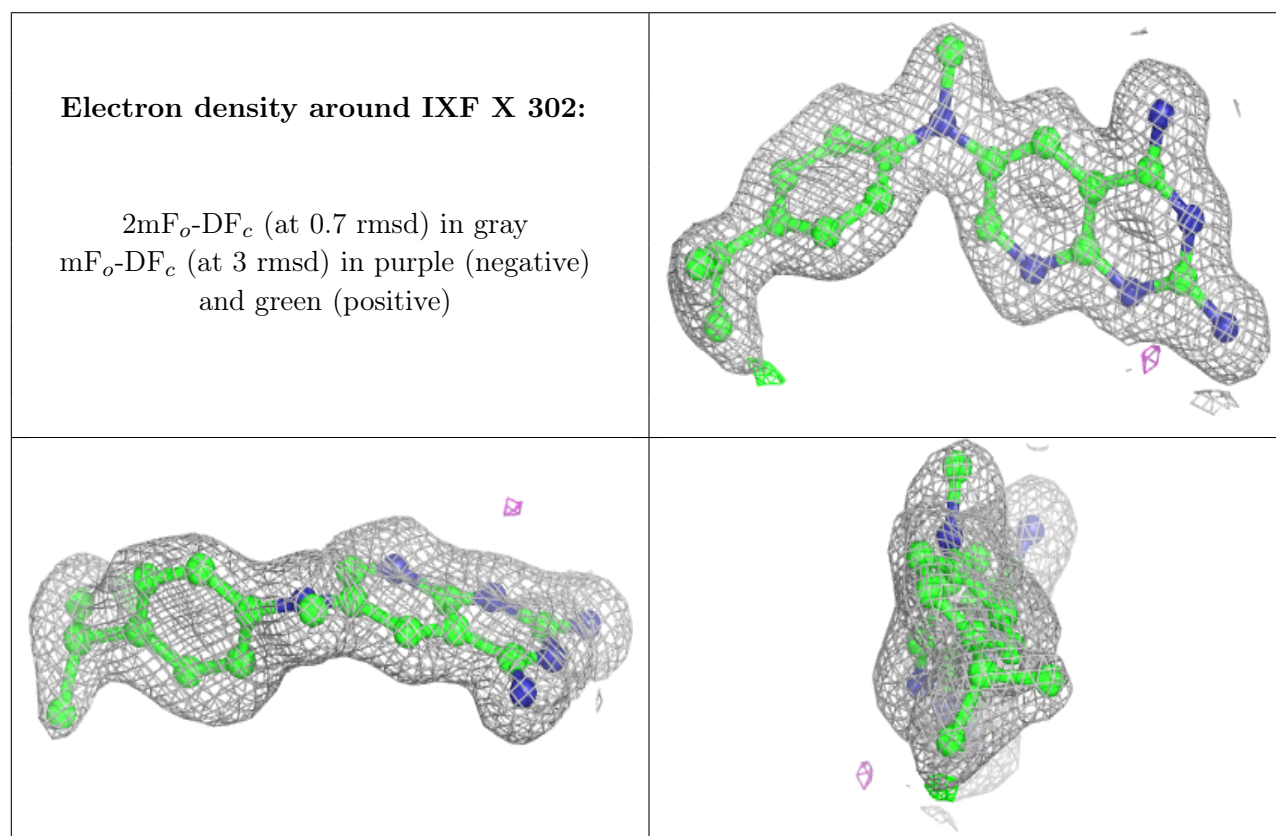 Electron density around IXF X 302:
2mFo-DFc (at 0.7 rmsd) in gray
mFo-DFc (at 3 rmsd) in purple (negative)
and green (positive)